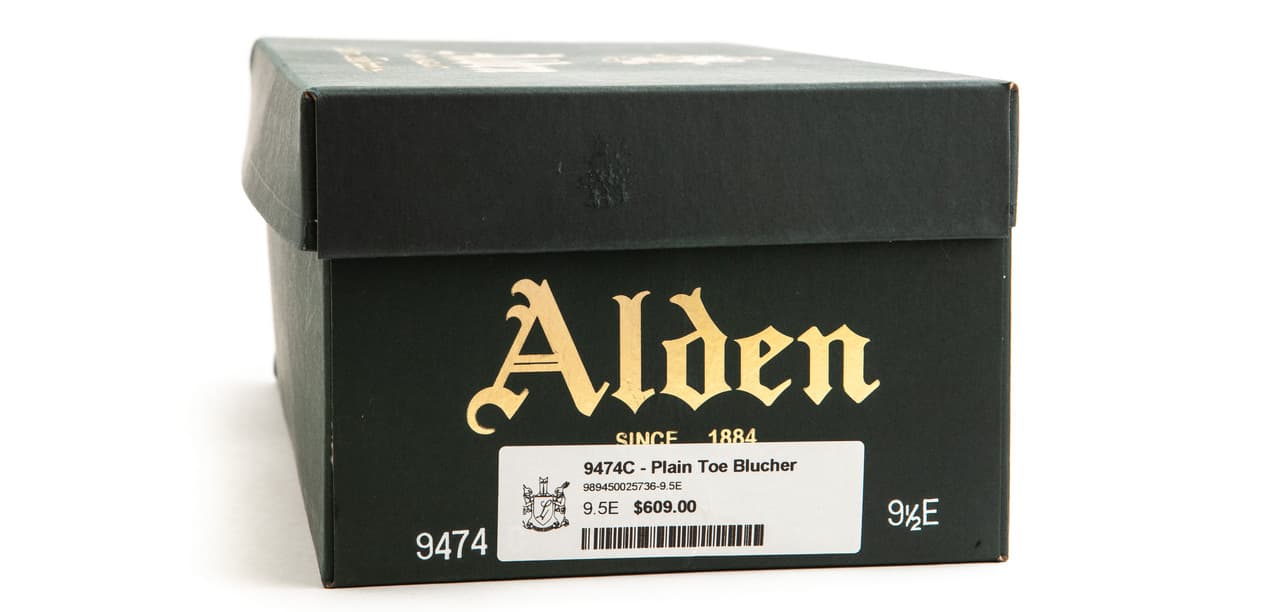 Alden
SINCE 1884
9474C - Plain Toe Blucher
989450025736-9.5E
9.5E $609.00
9474
9½E